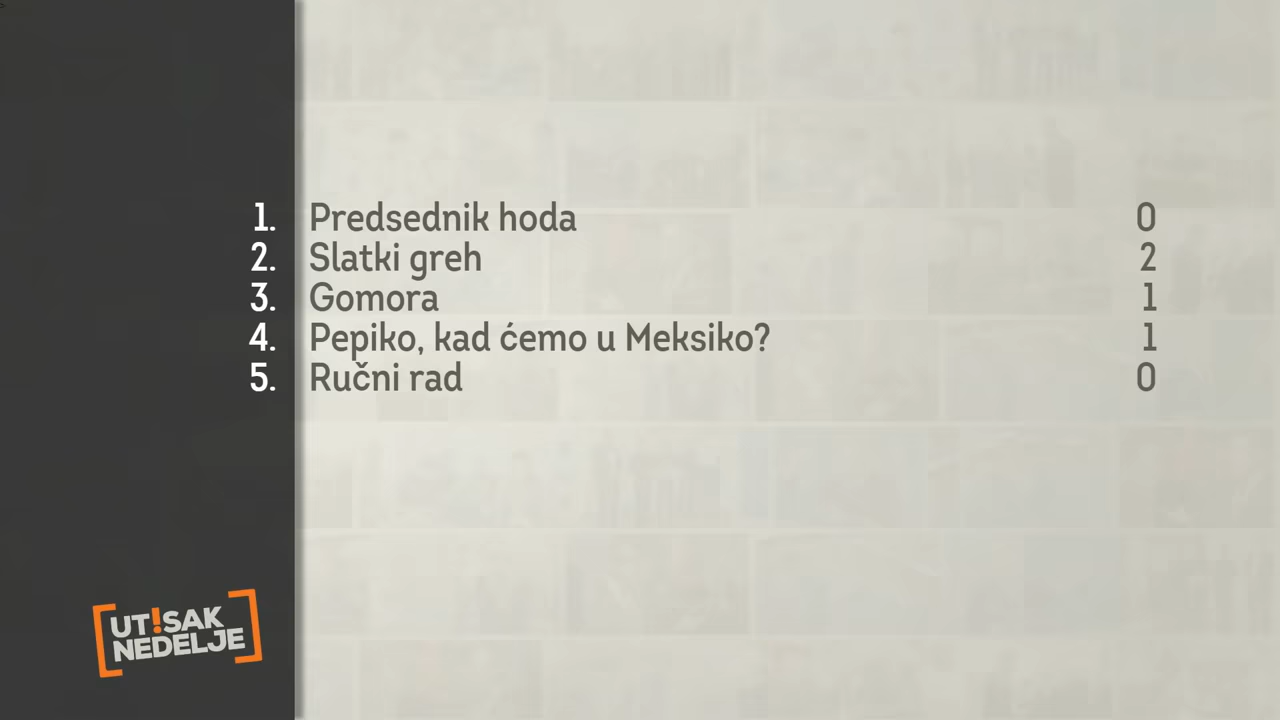 1. Predsednik hoda 0
2. Slatki greh 2
3. Gomora 1
4. Pepiko, kad ćemo u Meksiko? 1
5. Ručni rad 0
UT!SAK
NEDELJE